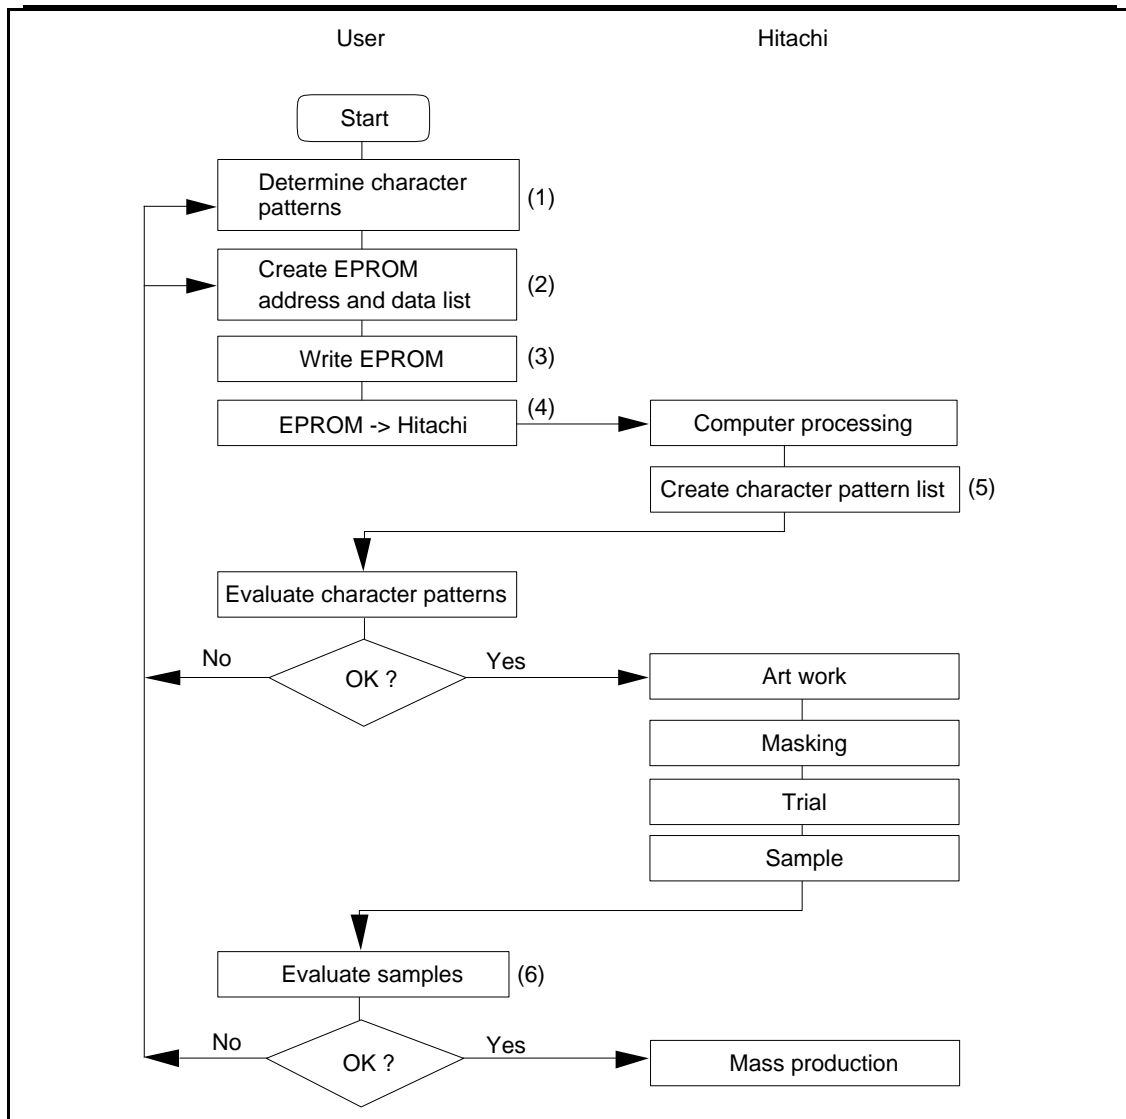 User
Hitachi
Start
Determine character
patterns
(1)
Create EPROM
address and data list
(2)
Write EPROM
(3)
EPROM -> Hitachi
(4)
Computer processing
Create character pattern list
(5)
Evaluate character patterns
No
OK ?
Yes
Art work
Masking
Trial
Sample
Evaluate samples
(6)
No
OK ?
Yes
Mass production